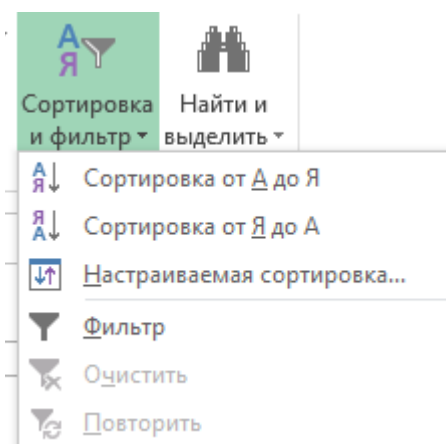 Сортировка
и фильтр
Найти и
выделить
Сортировка от А до Я
Сортировка от Я до А
Настраиваемая сортировка...
Фильтр
Очистить
Повторить